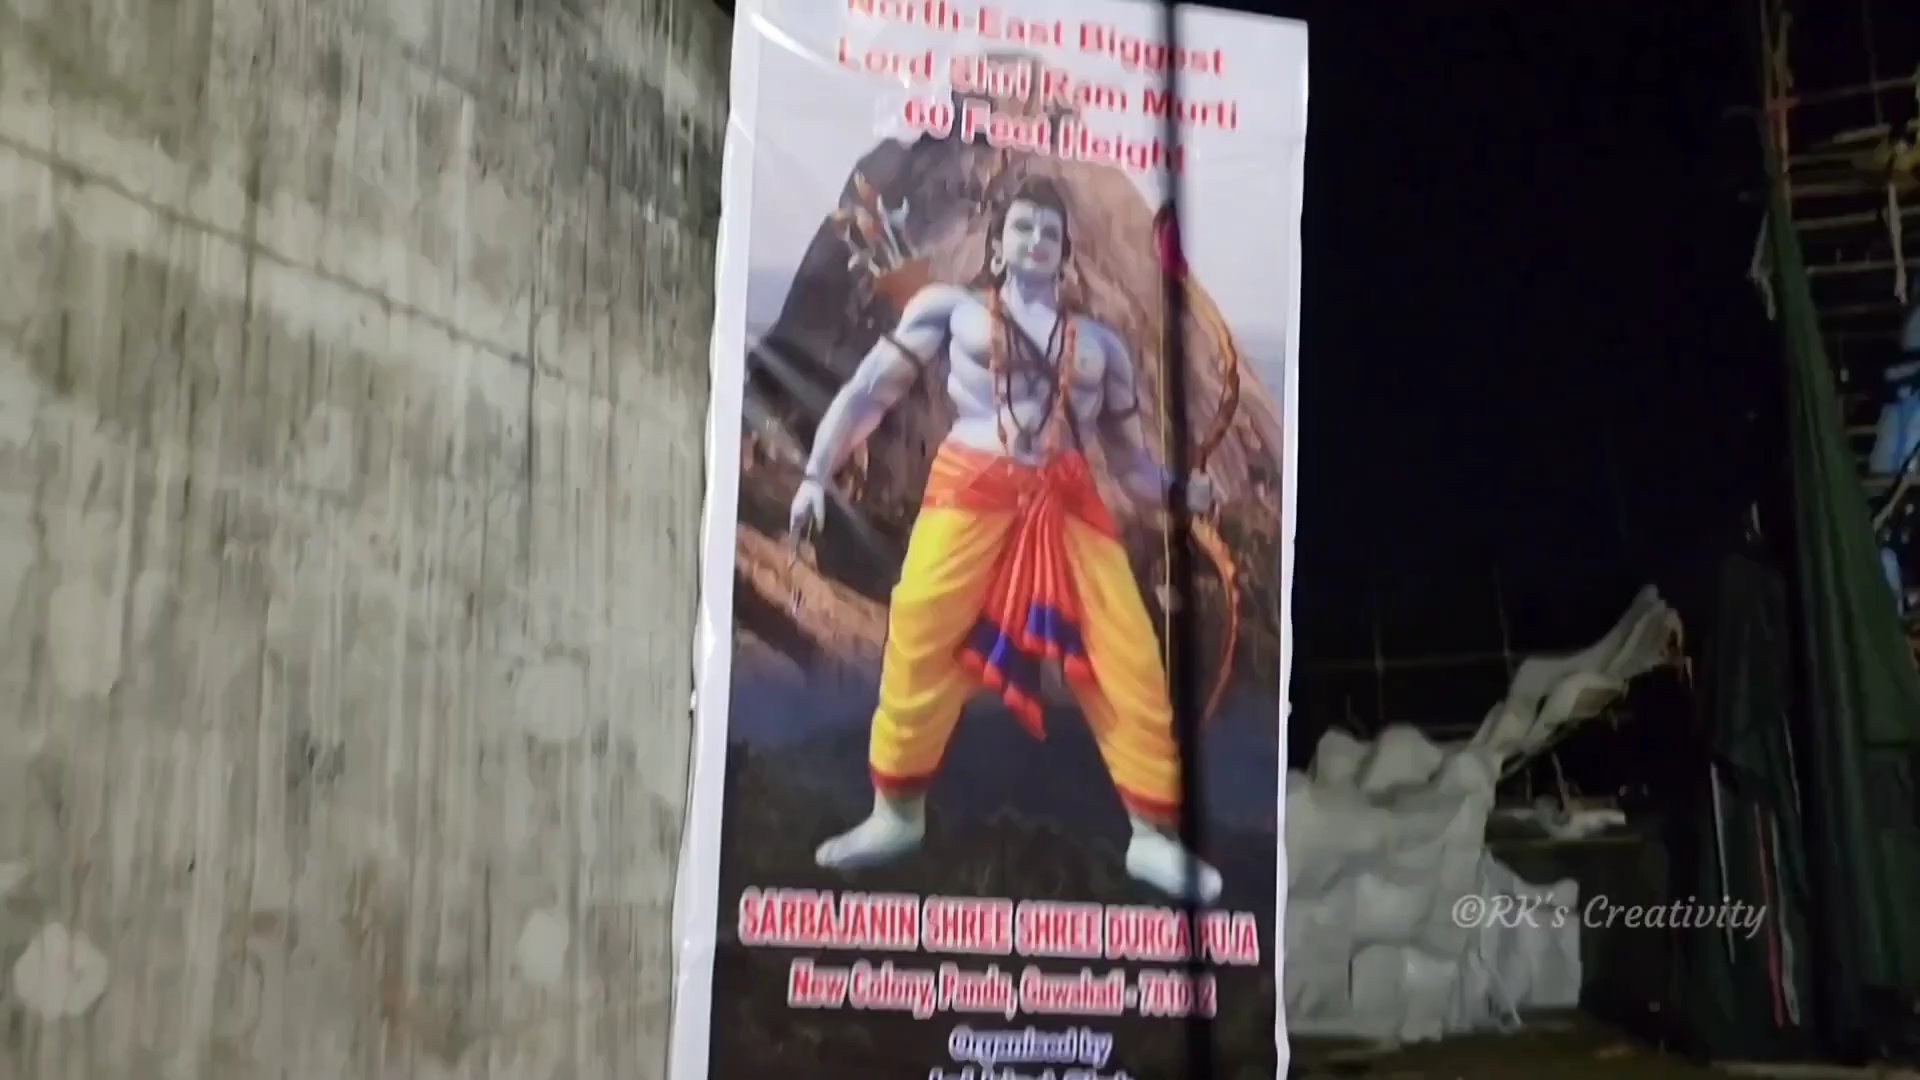 North-East Biggest
Lord Shri Ram Murti
60 Feet Height
SARBAJANIN SHREE SHREE DURGA PUJA
New Colony, Pandu, Guwahati - 781012
Organised by
©RK's Creativity